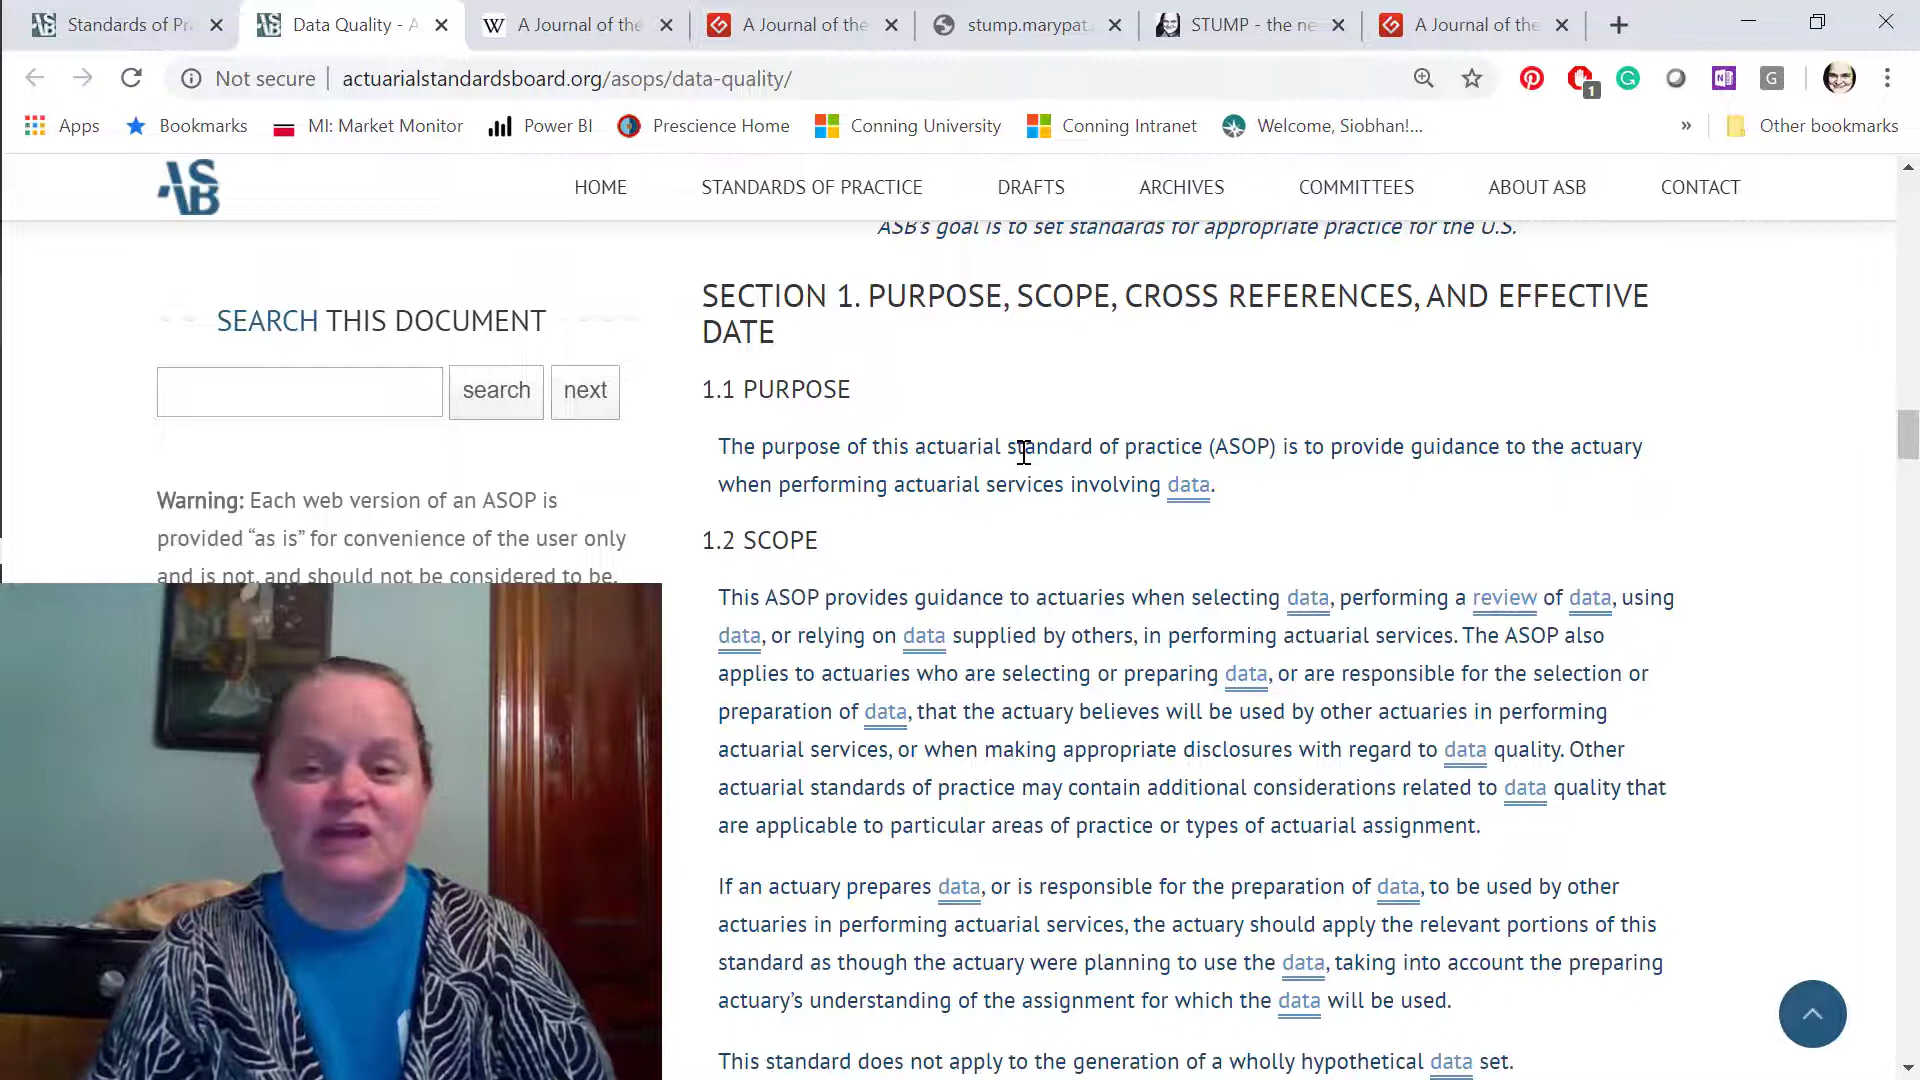 Standards of Pr
Data Quality - A
A Journal of the
A Journal of the
stump.marypat.
STUMP - the ne
A Journal of the
Not secure
actuarialstandardsboard.org/asops/data-quality/
1
G
Apps
Bookmarks
MI: Market Monitor
Power BI
Prescience Home
Conning University
Conning Intranet
Welcome, Siobhan!...
»
Other bookmarks
ASB
HOME
STANDARDS OF PRACTICE
DRAFTS
ARCHIVES
COMMITTEES
ABOUT ASB
CONTACT
ASB's goal is to set standards for appropriate practice for the U.S.
SEARCH THIS DOCUMENT
search
next
Warning: Each web version of an ASOP is
provided “as is” for convenience of the user only
and is not, and should not be considered to be,
SECTION 1. PURPOSE, SCOPE, CROSS REFERENCES, AND EFFECTIVE
DATE
1.1 PURPOSE
The purpose of this actuarial standard of practice (ASOP) is to provide guidance to the actuary
when performing actuarial services involving data.
1.2 SCOPE
This ASOP provides guidance to actuaries when selecting data, performing a review of data, using
data, or relying on data supplied by others, in performing actuarial services. The ASOP also
applies to actuaries who are selecting or preparing data, or are responsible for the selection or
preparation of data, that the actuary believes will be used by other actuaries in performing
actuarial services, or when making appropriate disclosures with regard to data quality. Other
actuarial standards of practice may contain additional considerations related to data quality that
are applicable to particular areas of practice or types of actuarial assignment.
If an actuary prepares data, or is responsible for the preparation of data, to be used by other
actuaries in performing actuarial services, the actuary should apply the relevant portions of this
standard as though the actuary were planning to use the data, taking into account the preparing
actuary’s understanding of the assignment for which the data will be used.
This standard does not apply to the generation of a wholly hypothetical data set.